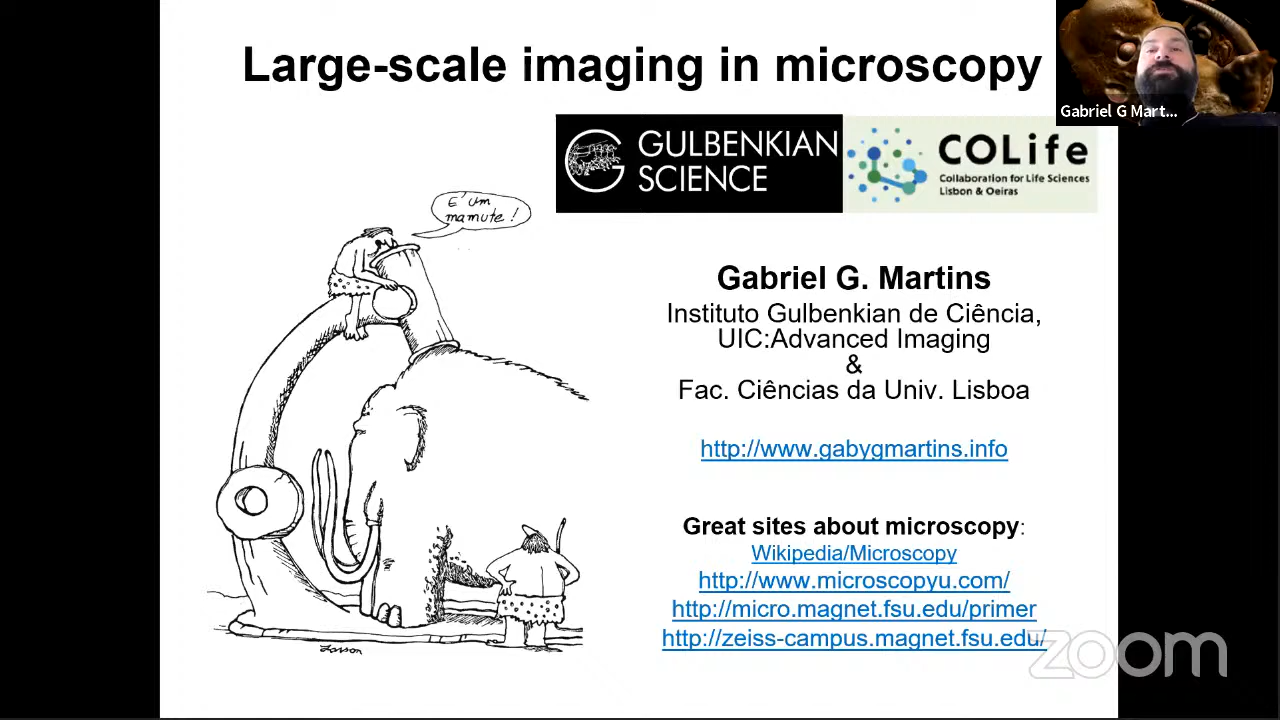 Large-scale imaging in microscopy
Gabriel G Mart...
GULBENKIAN
SCIENCE
COLife
Collaboration for Life Sciences
Lisbon & Oeiras
E' um
mamute !
Gabriel G. Martins
Instituto Gulbenkian de Ciência,
UIC:Advanced Imaging
&
Fac. Ciências da Univ. Lisboa
http://www.gabygmartins.info
Great sites about microscopy:
Wikipedia/Microscopy
http://www.microscopyu.com/
http://micro.magnet.fsu.edu/primer
http://zeiss-campus.magnet.fsu.edu/
Larson
zoom